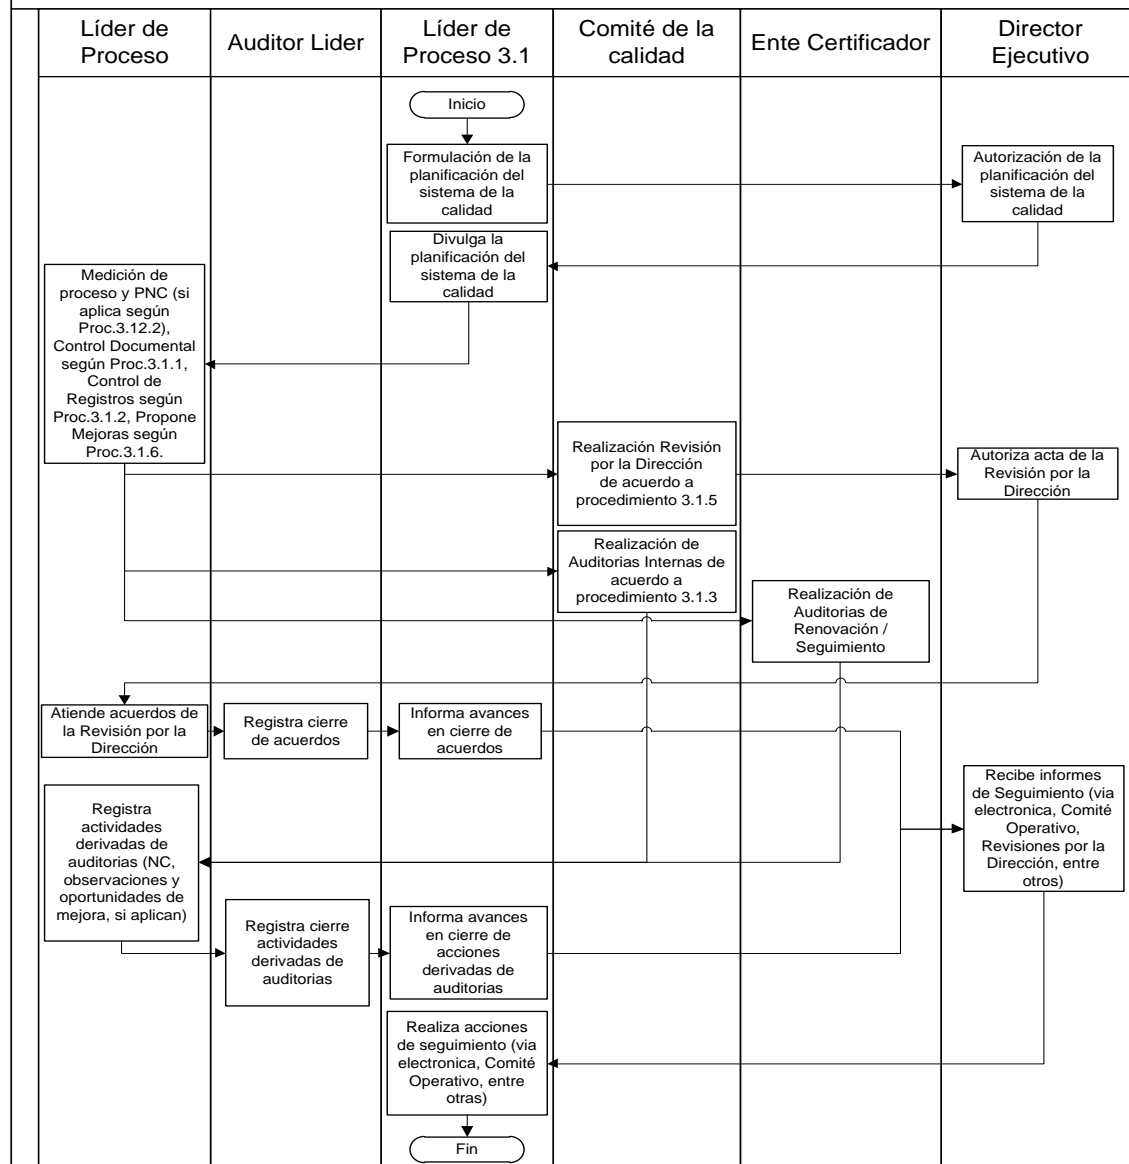 Líder de
Proceso
Auditor Lider
Líder de
Proceso 3.1
Comité de la
calidad
Ente Certificador
Director
Ejecutivo
Inicio
Formulación de la
planificación del
sistema de la
calidad
Autorización de la
planificación del
sistema de la
calidad
Divulga la
planificación del
sistema de la
calidad
Medición de
proceso y PNC (si
aplica según
Proc.3.12.2),
Control Documental
según Proc.3.1.1,
Control de
Registros según
Proc.3.1.2, Propone
Mejoras según
Proc.3.1.6.
Realización Revisión
por la Dirección
de acuerdo a
procedimiento 3.1.5
Autoriza acta de la
Revisión por la
Dirección
Realización de
Auditorias Internas de
acuerdo a
procedimiento 3.1.3
Realización de
Auditorias de
Renovación /
Seguimiento
Atiende acuerdos de
la Revisión por la
Dirección
Registra cierre
de acuerdos
Informa avances
en cierre de
acuerdos
Recibe informes
de Seguimiento (via
electronica, Comité
Operativo,
Revisiones por la
Dirección, entre
otros)
Registra
actividades
derivadas de
auditorias (NC,
observaciones y
oportunidades de
mejora, si aplican)
Registra cierre
actividades
derivadas de
auditorias
Informa avances
en cierre de
acciones
derivadas de
auditorias
Realiza acciones
de seguimiento (via
electronica, Comité
Operativo, entre
otras)
Fin